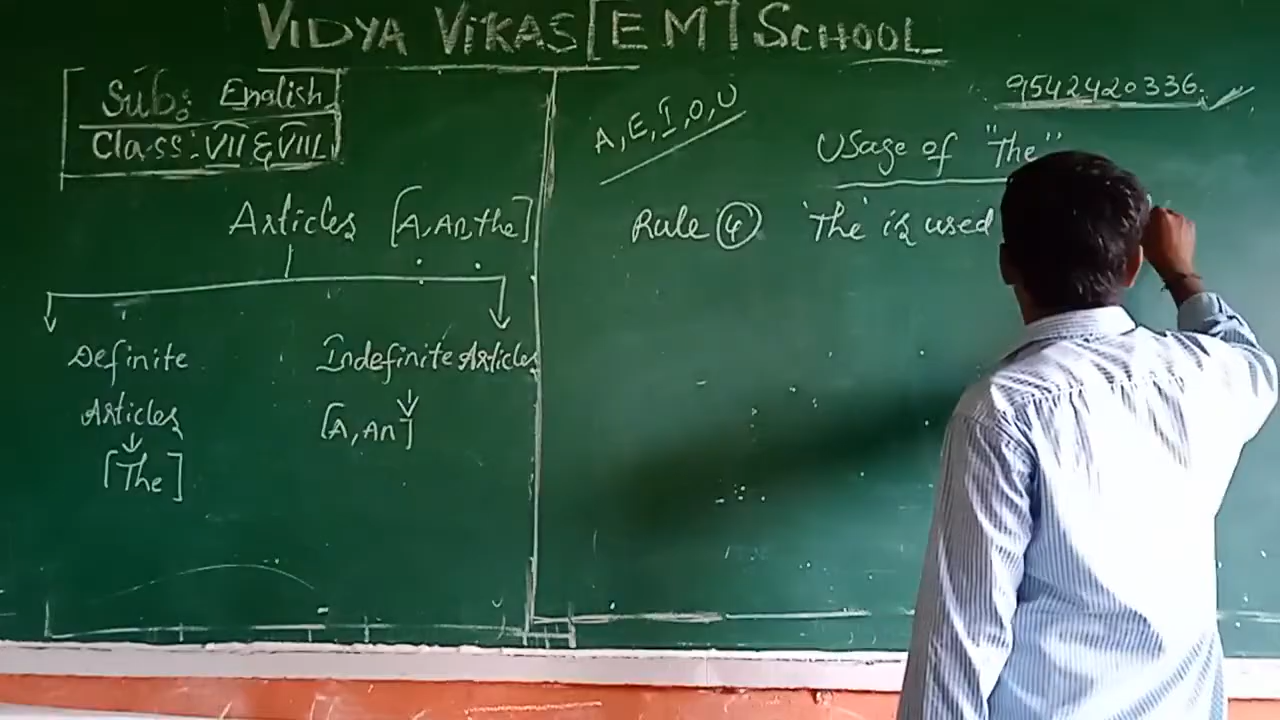 VIDYA VIKAS [E M] SCHOOL
Sub: English
Class: VII & VIII
Articles [A, An, the]
Definite
Articles
[The]
Indefinite Articles
[A, An]
A, E, I, O, U
9542420336
Usage of "The"
Rule ④ 'The' is used